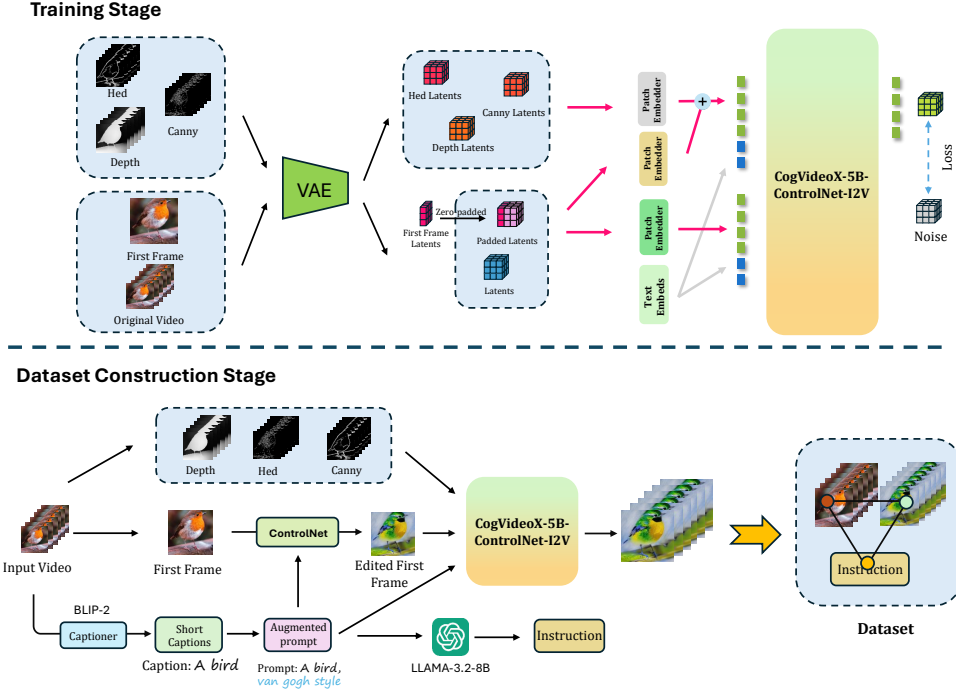 Training Stage
Hed
Canny
Depth
First Frame
Original Video
VAE
Hed Latents
Canny Latents
Depth Latents
First Frame
Latents
Zero-padded
Padded Latents
Latents
Patch
Embedder
Patch
Embedder
Patch
Embedder
Text
Embeds
+
CogVideoX-5B-
ControlNet-I2V
Loss
Noise
Dataset Construction Stage
Depth
Hed
Canny
Input Video
First Frame
ControlNet
Edited First
Frame
CogVideoX-5B-
ControlNet-I2V
BLIP-2
Captioner
Short
Captions
Caption: A bird
Augmented
prompt
Prompt: A bird,
van gogh style
LLAMA-3.2-8B
Instruction
Instruction
Dataset